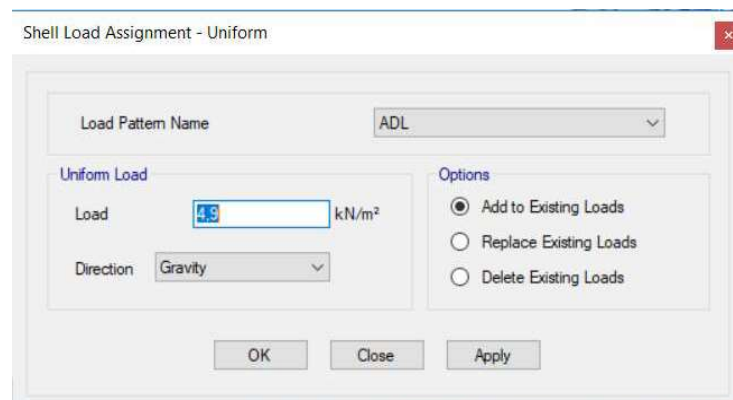 Shell Load Assignment - Uniform
Load Pattern Name
ADL
Uniform Load
Load
4,9
kN/m²
Direction
Gravity
Options
Add to Existing Loads
Replace Existing Loads
Delete Existing Loads
OK
Close
Apply